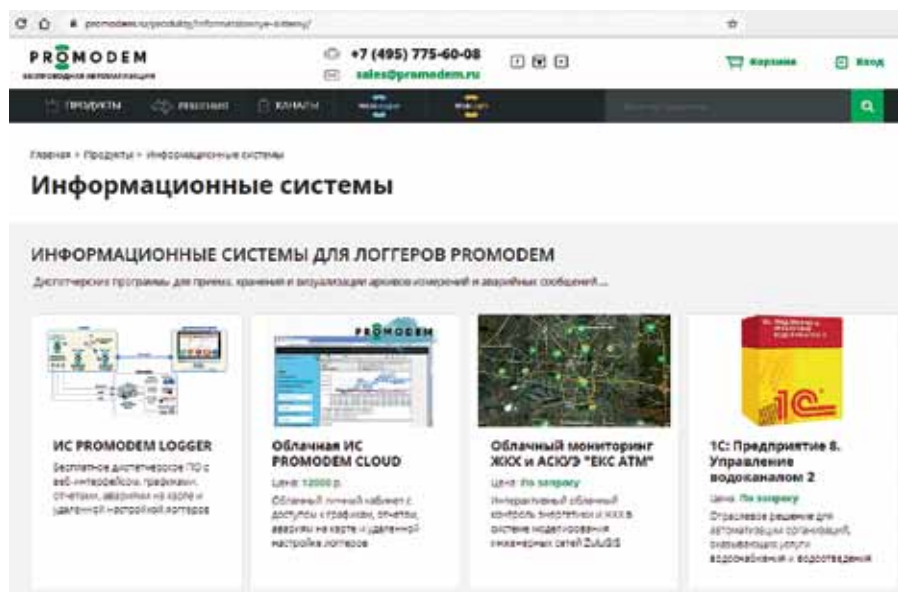 promodem.ru/produkty/informatsionnye-sistemy/
PROMODEM
БЕСПРОВОДНАЯ АВТОМАТИЗАЦИЯ
+7 (495) 775-60-08
sales@promodem.ru
Корзина
Вход
ПРОДУКТЫ
РЕШЕНИЯ
КАНАЛЫ
Главная > Продукты > Информационные системы
Информационные системы
ИНФОРМАЦИОННЫЕ СИСТЕМЫ ДЛЯ ЛОГГЕРОВ PROMODEM
Диспетчерские программы для приема, хранения и визуализации архивов измерений и аварийных сообщений...
PROMODEM
1С
ИС PROMODEM LOGGER
Бесплатное диспетчерское ПО с
веб-интерфейсом, графиками,
отчетами, авариями на карте и
удаленной настройкой логгеров
Облачная ИС
PROMODEM CLOUD
Цена: 12000 р.
Облачный личный кабинет с
доступом к графикам, отчетам,
авариям на карте и удаленной
настройке логгеров
Облачный мониторинг
ЖКХ и АСКУЭ "ЕКС АТМ"
Цена: По запросу
Интерактивный облачный
контроль энергетики и ЖКХ в
системе моделирования
инженерных сетей ZuluGIS
1С: Предприятие 8.
Управление
водоканалом 2
Цена: По запросу
Отраслевое решение для
автоматизации организаций,
оказывающих услуги
водоснабжения и водоотведения